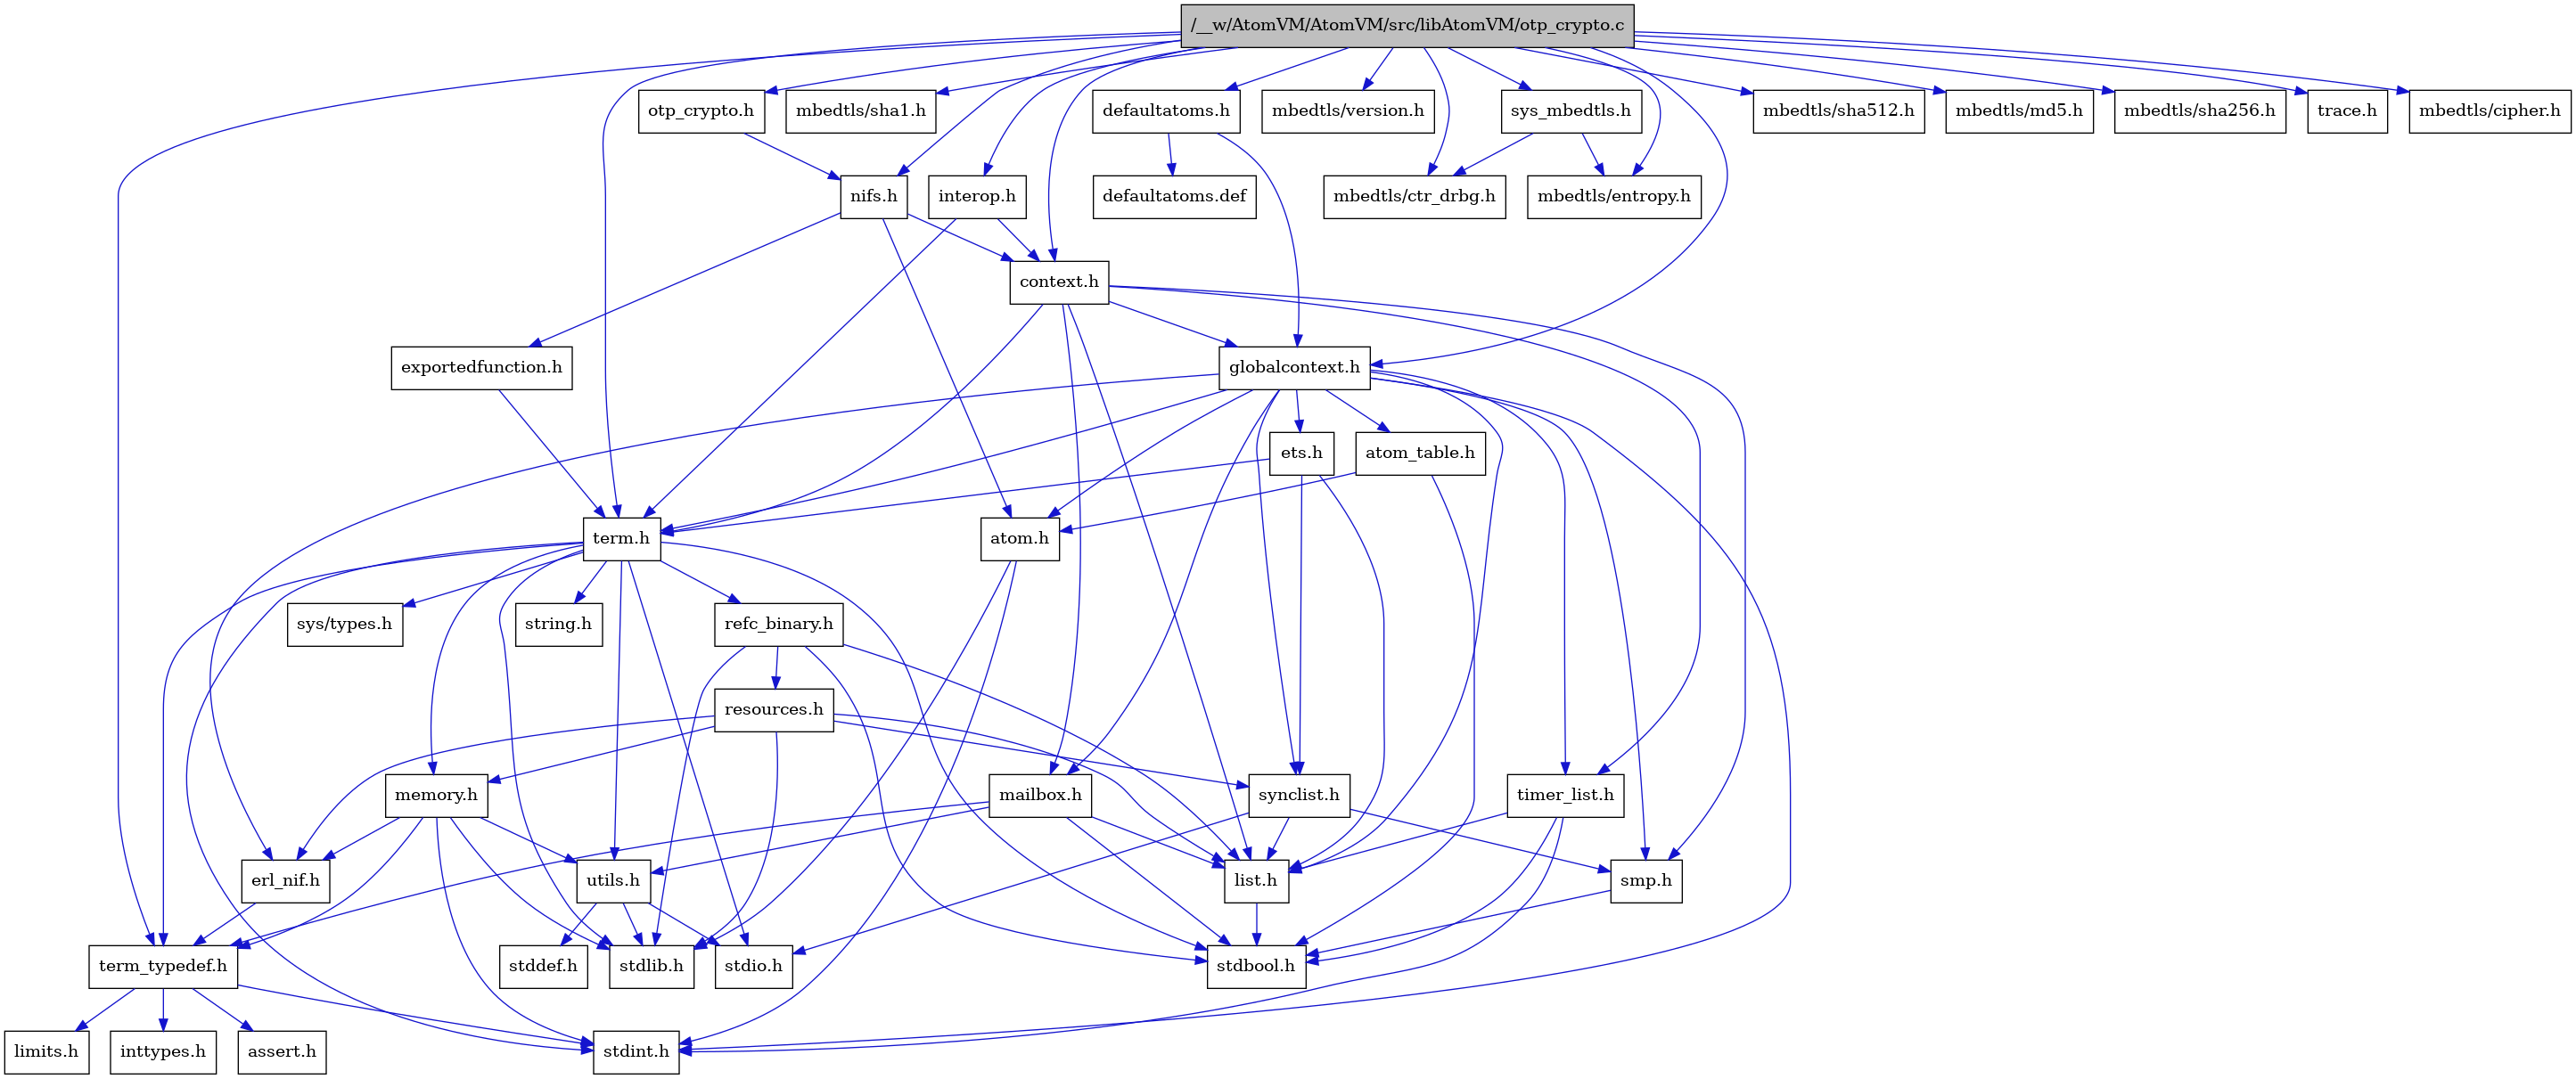 /__w/AtomVM/AtomVM/src/libAtomVM/otp_crypto.c
otp_crypto.h
mbedtls/sha1.h
defaultatoms.h
mbedtls/version.h
sys_mbedtls.h
mbedtls/sha512.h
mbedtls/md5.h
mbedtls/sha256.h
trace.h
mbedtls/cipher.h
nifs.h
interop.h
defaultatoms.def
mbedtls/ctr_drbg.h
mbedtls/entropy.h
context.h
exportedfunction.h
globalcontext.h
ets.h
atom_table.h
term.h
atom.h
sys/types.h
string.h
refc_binary.h
resources.h
memory.h
mailbox.h
synclist.h
timer_list.h
erl_nif.h
utils.h
list.h
smp.h
term_typedef.h
stddef.h
stdlib.h
stdio.h
stdbool.h
limits.h
inttypes.h
assert.h
stdint.h